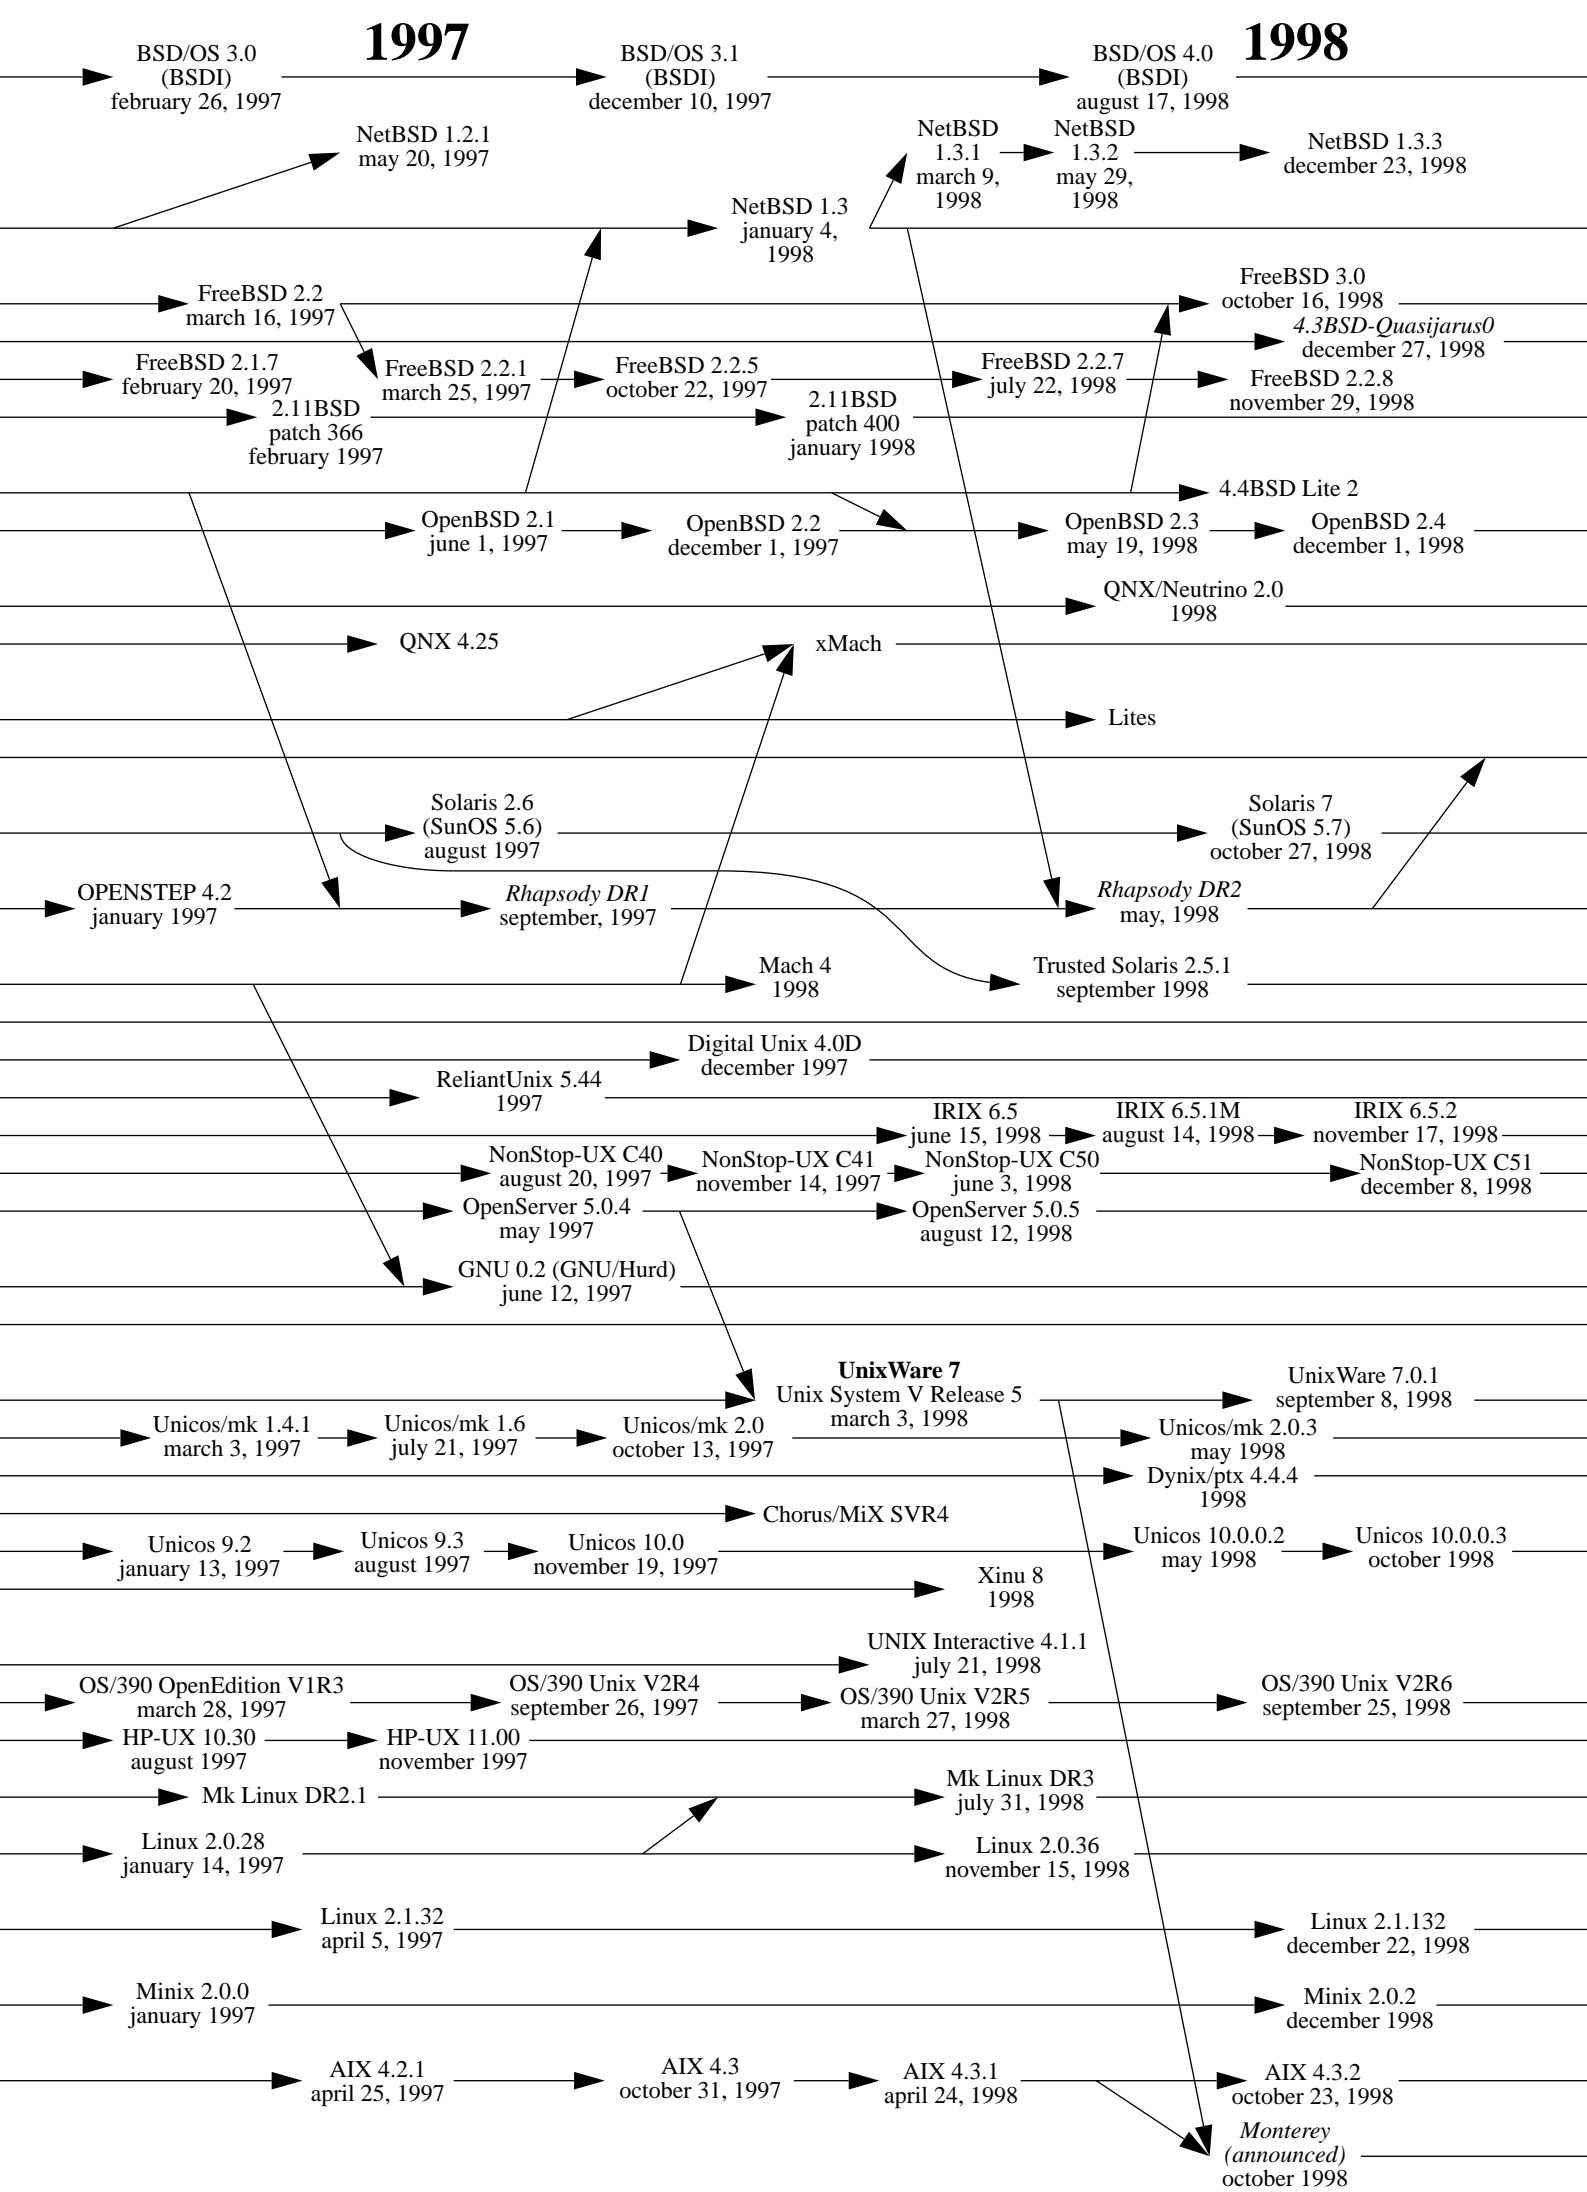 1997
1998
BSD/OS 3.0
(BSDI)
february 26, 1997
BSD/OS 3.1
(BSDI)
december 10, 1997
BSD/OS 4.0
(BSDI)
august 17, 1998
NetBSD 1.2.1
may 20, 1997
NetBSD
1.3.1
march 9,
1998
NetBSD
1.3.2
may 29,
1998
NetBSD 1.3.3
december 23, 1998
NetBSD 1.3
january 4,
1998
FreeBSD 2.2
march 16, 1997
FreeBSD 3.0
october 16, 1998
4.3BSD-Quasijarus0
december 27, 1998
FreeBSD 2.1.7
february 20, 1997
FreeBSD 2.2.1
march 25, 1997
FreeBSD 2.2.5
october 22, 1997
FreeBSD 2.2.7
july 22, 1998
FreeBSD 2.2.8
november 29, 1998
2.11BSD
patch 366
february 1997
2.11BSD
patch 400
january 1998
4.4BSD Lite 2
OpenBSD 2.1
june 1, 1997
OpenBSD 2.2
december 1, 1997
OpenBSD 2.3
may 19, 1998
OpenBSD 2.4
december 1, 1998
QNX/Neutrino 2.0
1998
QNX 4.25
xMach
Lites
Solaris 2.6
(SunOS 5.6)
august 1997
Solaris 7
(SunOS 5.7)
october 27, 1998
OPENSTEP 4.2
january 1997
Rhapsody DR1
september, 1997
Rhapsody DR2
may, 1998
Mach 4
1998
Trusted Solaris 2.5.1
september 1998
Digital Unix 4.0D
december 1997
ReliantUnix 5.44
1997
IRIX 6.5
june 15, 1998
IRIX 6.5.1M
august 14, 1998
IRIX 6.5.2
november 17, 1998
NonStop-UX C40
august 20, 1997
NonStop-UX C41
november 14, 1997
NonStop-UX C50
june 3, 1998
NonStop-UX C51
december 8, 1998
OpenServer 5.0.4
may 1997
OpenServer 5.0.5
august 12, 1998
GNU 0.2 (GNU/Hurd)
june 12, 1997
UnixWare 7
Unix System V Release 5
march 3, 1998
UnixWare 7.0.1
september 8, 1998
Unicos/mk 1.4.1
march 3, 1997
Unicos/mk 1.6
july 21, 1997
Unicos/mk 2.0
october 13, 1997
Unicos/mk 2.0.3
may 1998
Dynix/ptx 4.4.4
1998
Chorus/MiX SVR4
Unicos 9.2
january 13, 1997
Unicos 9.3
august 1997
Unicos 10.0
november 19, 1997
Unicos 10.0.0.2
may 1998
Unicos 10.0.0.3
october 1998
Xinu 8
1998
UNIX Interactive 4.1.1
july 21, 1998
OS/390 OpenEdition V1R3
march 28, 1997
OS/390 Unix V2R4
september 26, 1997
OS/390 Unix V2R5
march 27, 1998
OS/390 Unix V2R6
september 25, 1998
HP-UX 10.30
august 1997
HP-UX 11.00
november 1997
Mk Linux DR2.1
Mk Linux DR3
july 31, 1998
Linux 2.0.28
january 14, 1997
Linux 2.0.36
november 15, 1998
Linux 2.1.32
april 5, 1997
Linux 2.1.132
december 22, 1998
Minix 2.0.0
january 1997
Minix 2.0.2
december 1998
AIX 4.2.1
april 25, 1997
AIX 4.3
october 31, 1997
AIX 4.3.1
april 24, 1998
AIX 4.3.2
october 23, 1998
Monterey
(announced)
october 1998